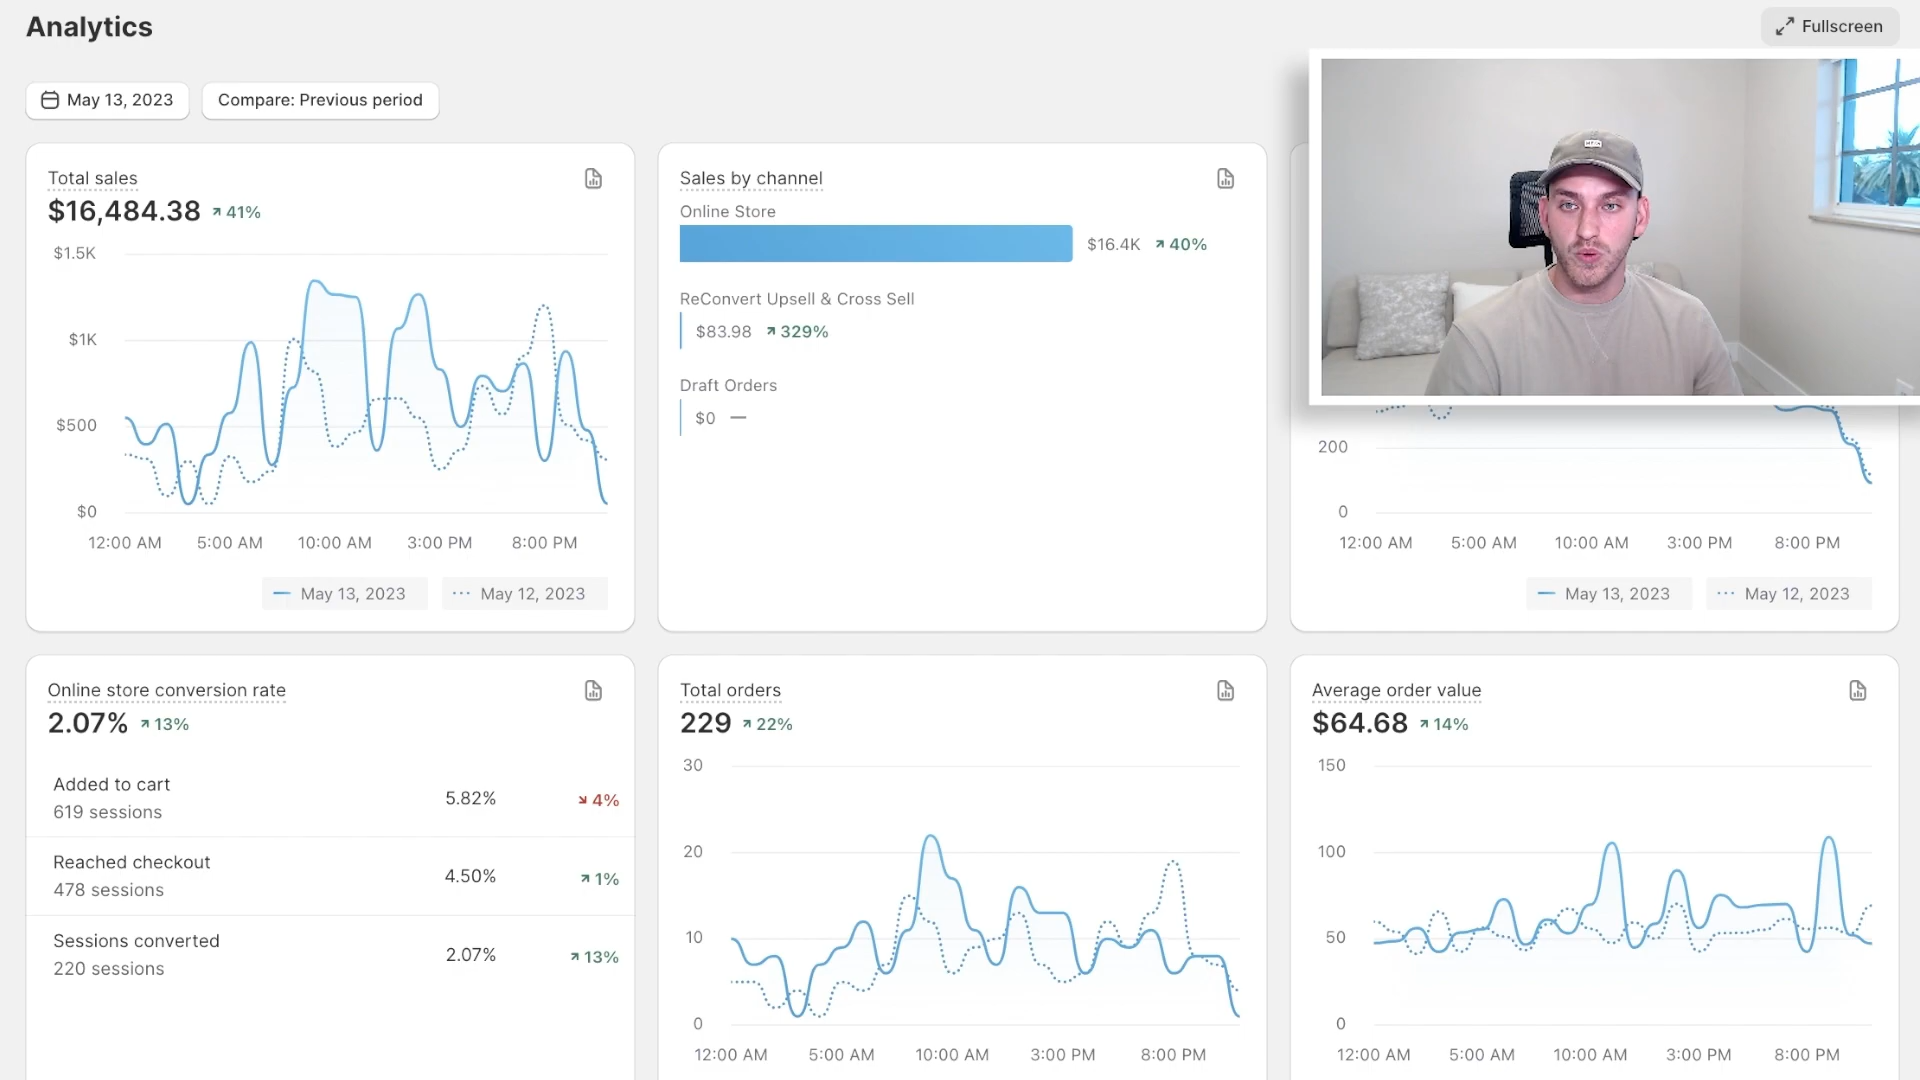 Analytics
Fullscreen
May 13, 2023
Compare: Previous period
Total sales
$16,484.38 41%
$1.5K
$1K
$500
$0
12:00 AM 5:00 AM 10:00 AM 3:00 PM 8:00 PM
May 13, 2023 May 12, 2023
Sales by channel
Online Store
$16.4K 40%
ReConvert Upsell & Cross Sell
$83.98 329%
Draft Orders
$0 —
200
0
12:00 AM 5:00 AM 10:00 AM 3:00 PM 8:00 PM
May 13, 2023 May 12, 2023
Online store conversion rate
2.07% 13%
Added to cart
619 sessions
5.82% 4%
Reached checkout
478 sessions
4.50% 1%
Sessions converted
220 sessions
2.07% 13%
Total orders
229 22%
30
20
10
0
12:00 AM 5:00 AM 10:00 AM 3:00 PM 8:00 PM
Average order value
$64.68 14%
150
100
50
0
12:00 AM 5:00 AM 10:00 AM 3:00 PM 8:00 PM